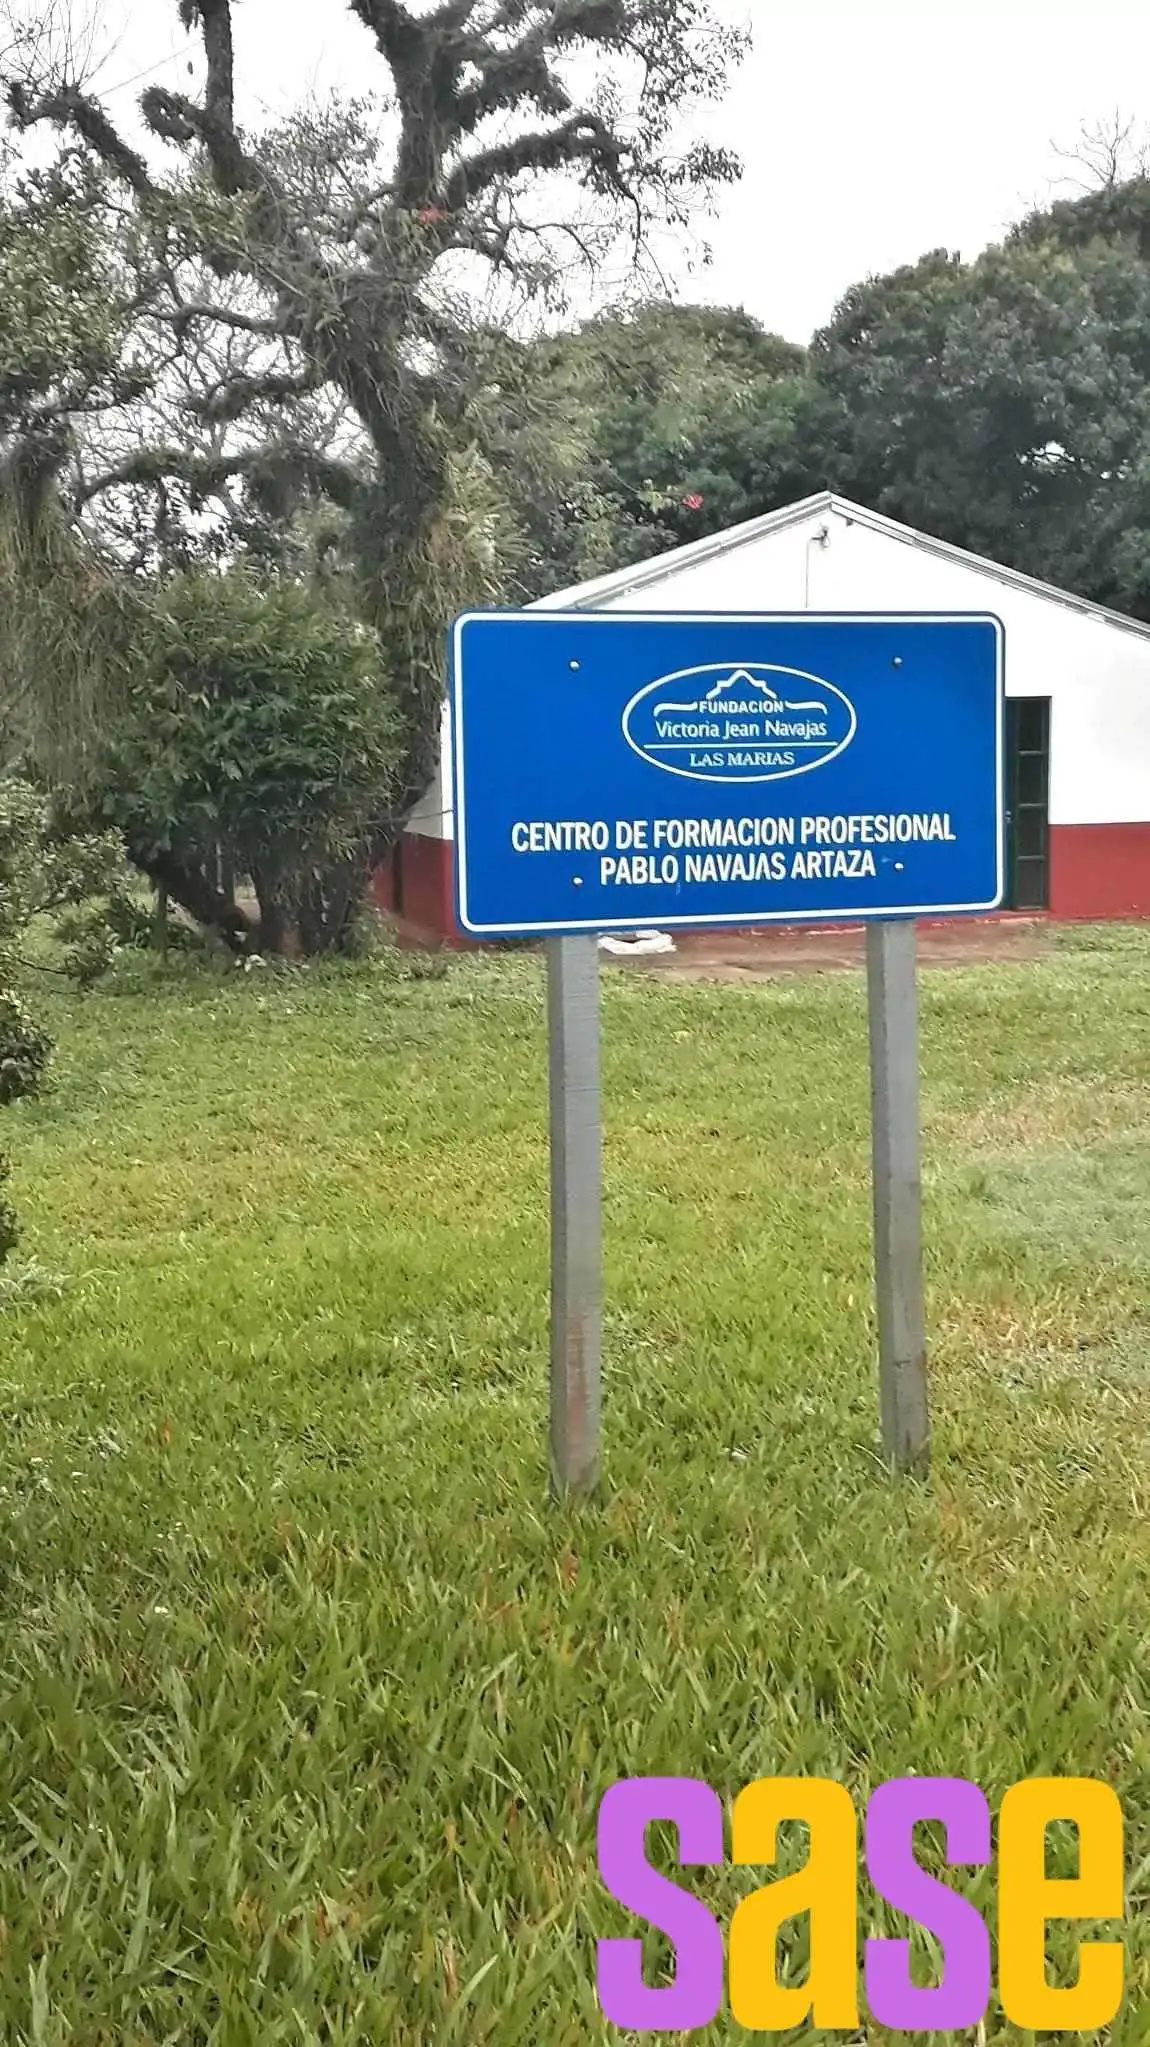 FUNDACION
Victoria Jean Navajas
LAS MARIAS
CENTRO DE FORMACION PROFESIONAL
PABLO NAVAJAS ARTAZA
sase